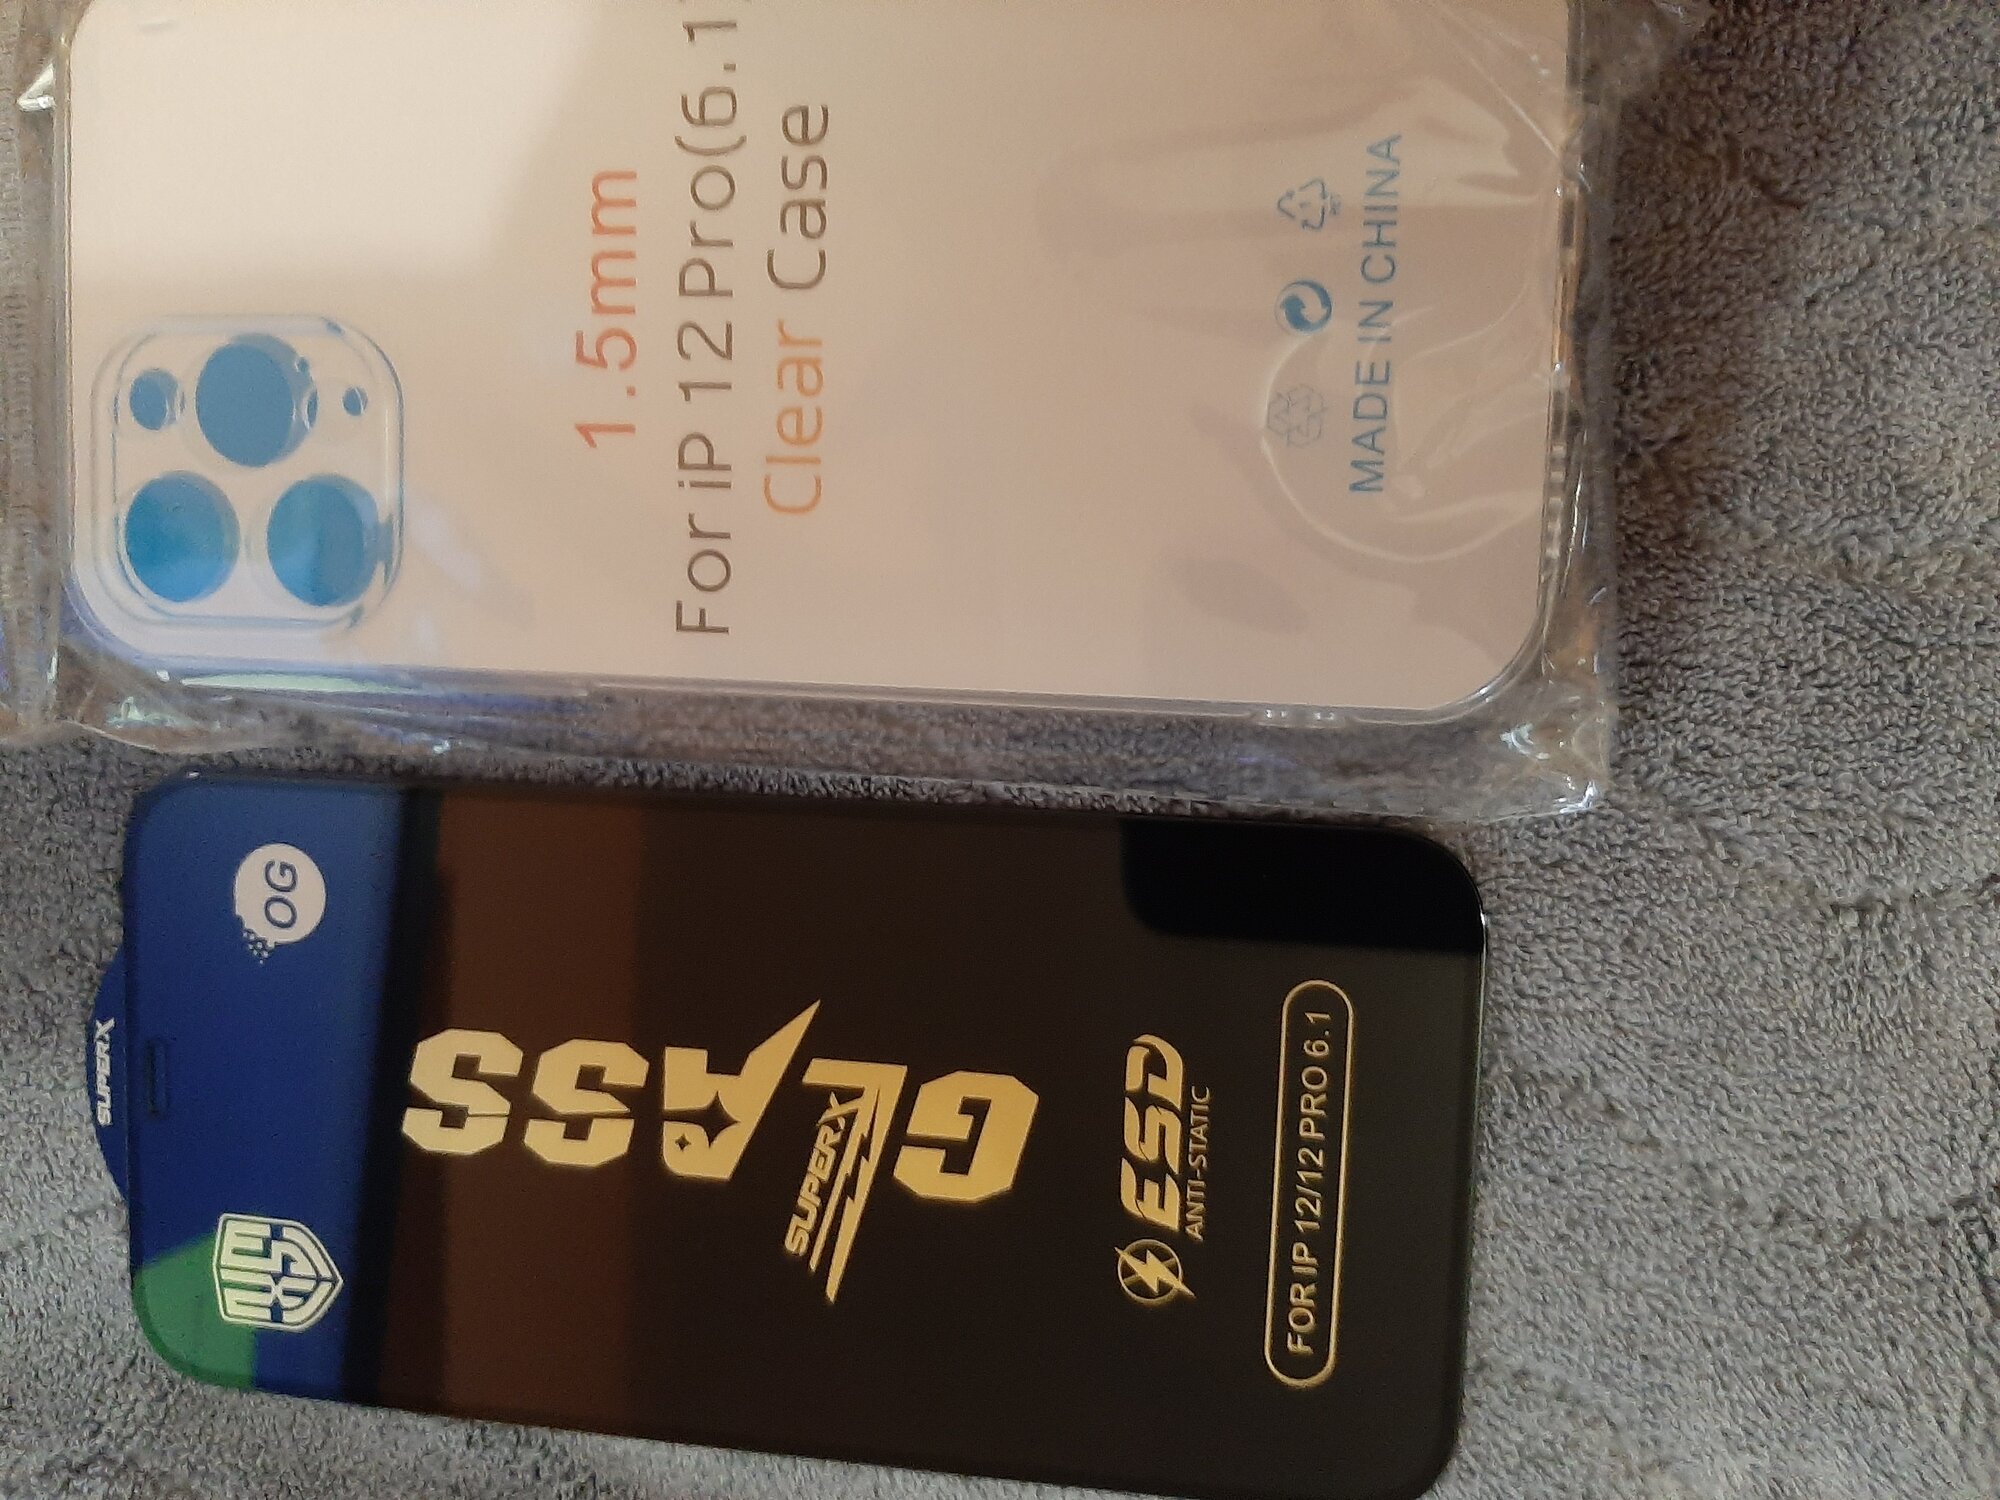 1.5mm
For iP 12 Pro(6.1
Clear Case
MADE IN CHINA
SUPERX
OG
GLASS
SUPERX
ESD
ANTI-STATIC
FOR IP 12/12 PRO 6.1